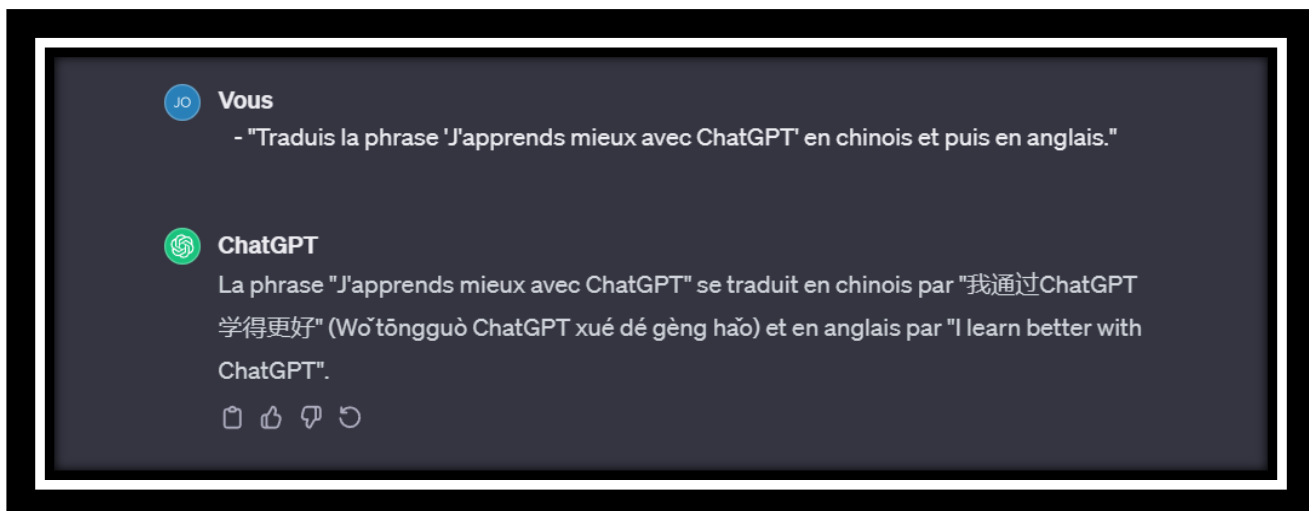 JO
Vous
- "Traduis la phrase 'J'apprends mieux avec ChatGPT' en chinois et puis en anglais."
ChatGPT
La phrase "J'apprends mieux avec ChatGPT" se traduit en chinois par "我通过ChatGPT
学得更好" (Wǒ tōngguò ChatGPT xué dé gèng hǎo) et en anglais par "I learn better with
ChatGPT".